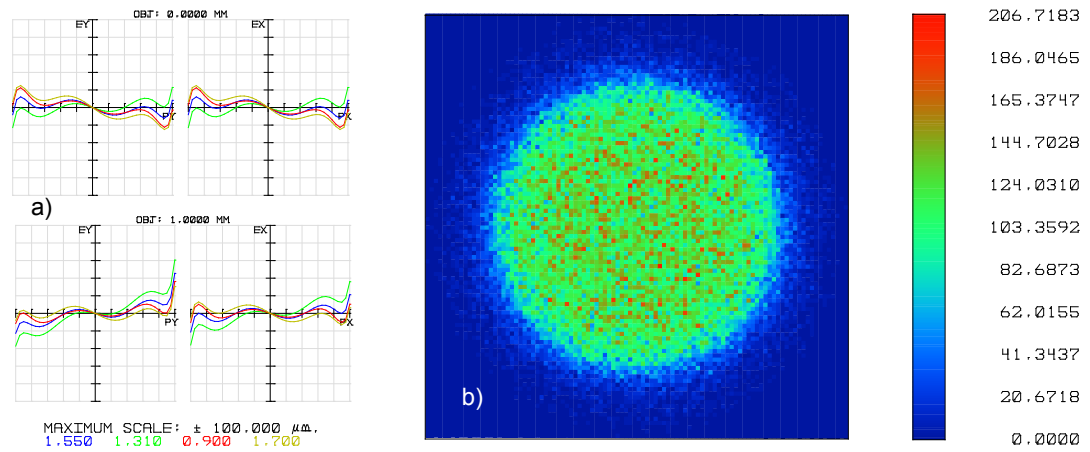 OBJ: 0.0000 MM
EY EX
PY PX
a)
OBJ: 1.0000 MM
EY EX
PY PX
MAXIMUM SCALE: ± 100.000 μm.
1.550 1.310 0.900 1.700
b)
206.7183
186.0465
165.3747
144.7028
124.0310
103.3592
82.6873
62.0155
41.3437
20.6718
0.0000